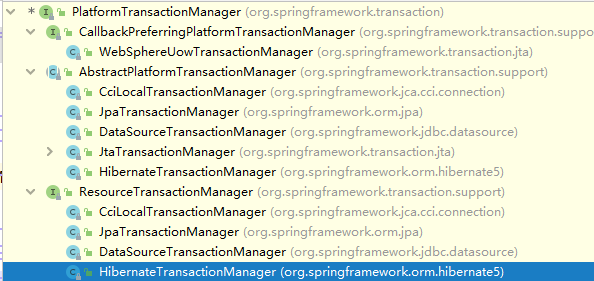 * PlatformTransactionManager (org.springframework.transaction)
CallbackPreferringPlatformTransactionManager (org.springframework.transaction.suppo
WebSphereUowTransactionManager (org.springframework.transaction.jta)
AbstractPlatformTransactionManager (org.springframework.transaction.support)
CciLocalTransactionManager (org.springframework.jca.cci.connection)
JpaTransactionManager (org.springframework.orm.jpa)
DataSourceTransactionManager (org.springframework.jdbc.datasource)
JtaTransactionManager (org.springframework.transaction.jta)
HibernateTransactionManager (org.springframework.orm.hibernate5)
ResourceTransactionManager (org.springframework.transaction.support)
CciLocalTransactionManager (org.springframework.jca.cci.connection)
JpaTransactionManager (org.springframework.orm.jpa)
DataSourceTransactionManager (org.springframework.jdbc.datasource)
HibernateTransactionManager (org.springframework.orm.hibernate5)